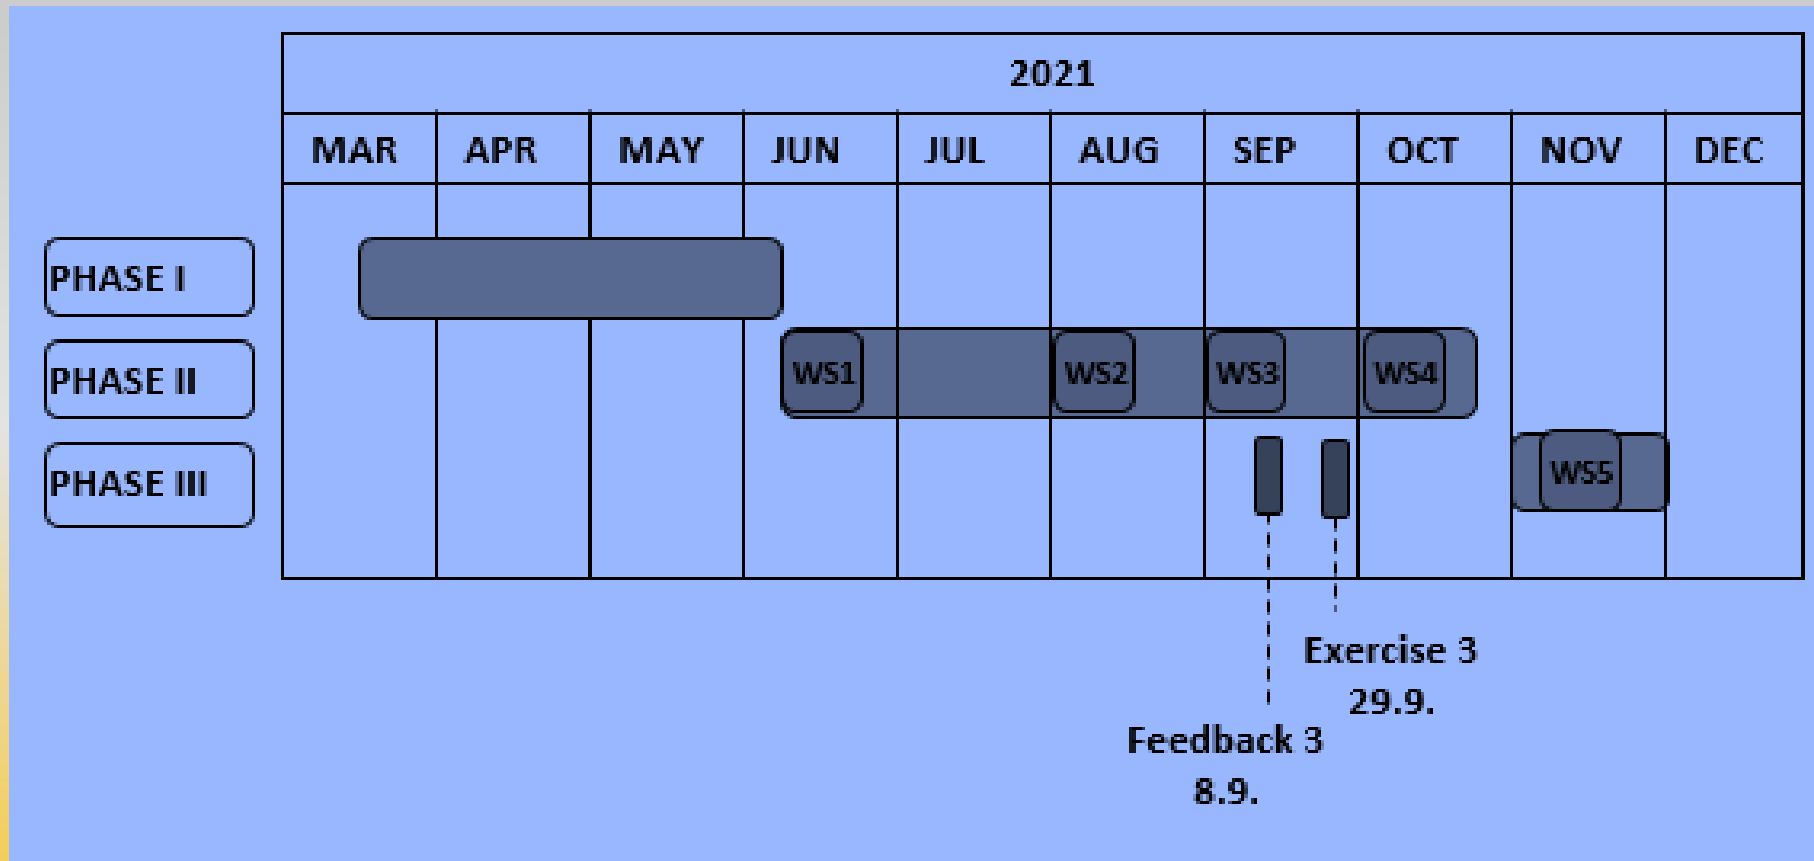 2021
MAR APR MAY JUN JUL AUG SEP OCT NOV DEC
PHASE I
PHASE II WS1 WS2 WS3 WS4
PHASE III WS5
Exercise 3
29.9.
Feedback 3
8.9.